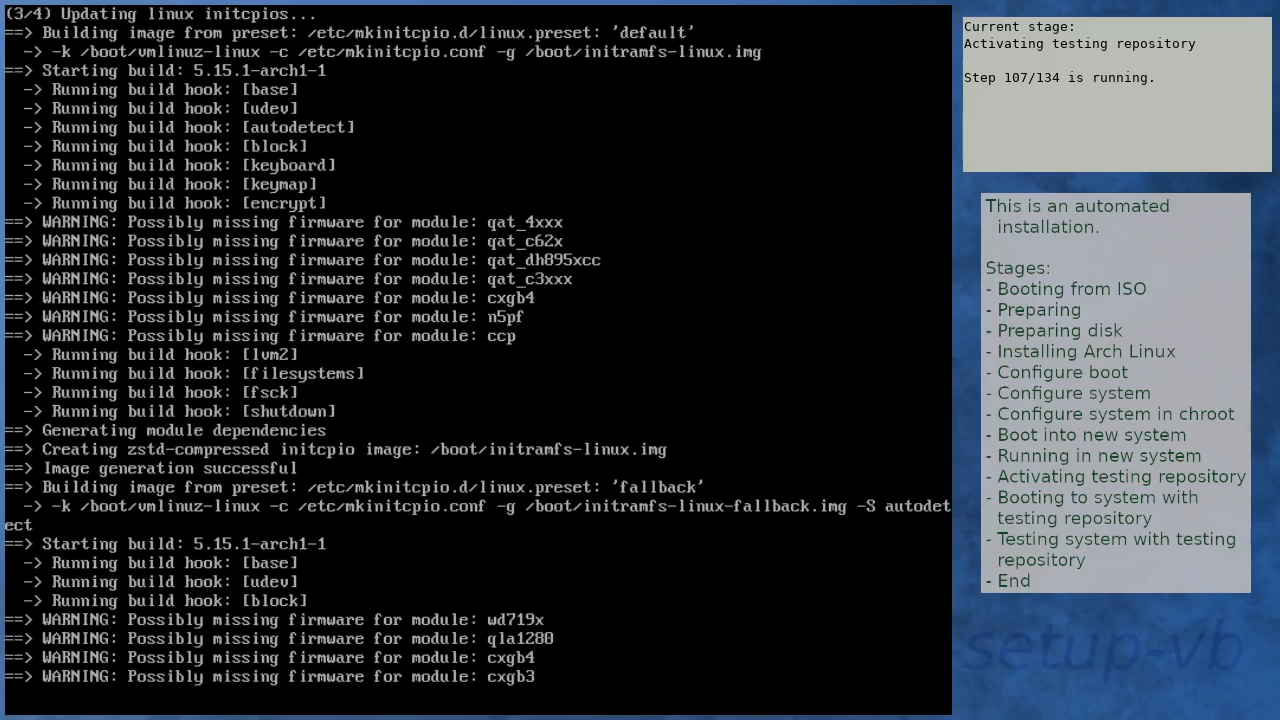 (3/4) Updating linux initcpios...
==> Building image from preset: /etc/mkinitcpio.d/linux.preset: 'default'
  -> -k /boot/vmlinuz-linux -c /etc/mkinitcpio.conf -g /boot/initramfs-linux.img
==> Starting build: 5.15.1-arch1-1
  -> Running build hook: [base]
  -> Running build hook: [udev]
  -> Running build hook: [autodetect]
  -> Running build hook: [block]
  -> Running build hook: [keyboard]
  -> Running build hook: [keymap]
  -> Running build hook: [encrypt]
==> WARNING: Possibly missing firmware for module: qat_4xxx
==> WARNING: Possibly missing firmware for module: qat_c62x
==> WARNING: Possibly missing firmware for module: qat_dh895xcc
==> WARNING: Possibly missing firmware for module: qat_c3xxx
==> WARNING: Possibly missing firmware for module: cxgb4
==> WARNING: Possibly missing firmware for module: n5pf
==> WARNING: Possibly missing firmware for module: ccp
  -> Running build hook: [lvm2]
  -> Running build hook: [filesystems]
  -> Running build hook: [fsck]
  -> Running build hook: [shutdown]
==> Generating module dependencies
==> Creating zstd-compressed initcpio image: /boot/initramfs-linux.img
==> Image generation successful
==> Building image from preset: /etc/mkinitcpio.d/linux.preset: 'fallback'
  -> -k /boot/vmlinuz-linux -c /etc/mkinitcpio.conf -g /boot/initramfs-linux-fallback.img -S autodet
ect
==> Starting build: 5.15.1-arch1-1
  -> Running build hook: [base]
  -> Running build hook: [udev]
  -> Running build hook: [block]
==> WARNING: Possibly missing firmware for module: wd719x
==> WARNING: Possibly missing firmware for module: qla1280
==> WARNING: Possibly missing firmware for module: cxgb4
==> WARNING: Possibly missing firmware for module: cxgb3
Current stage:
Activating testing repository
Step 107/134 is running.
This is an automated
installation.
Stages:
- Booting from ISO
- Preparing
- Preparing disk
- Installing Arch Linux
- Configure boot
- Configure system
- Configure system in chroot
- Boot into new system
- Running in new system
- Activating testing repository
- Booting to system with
testing repository
- Testing system with testing
repository
- End
-setup-vb